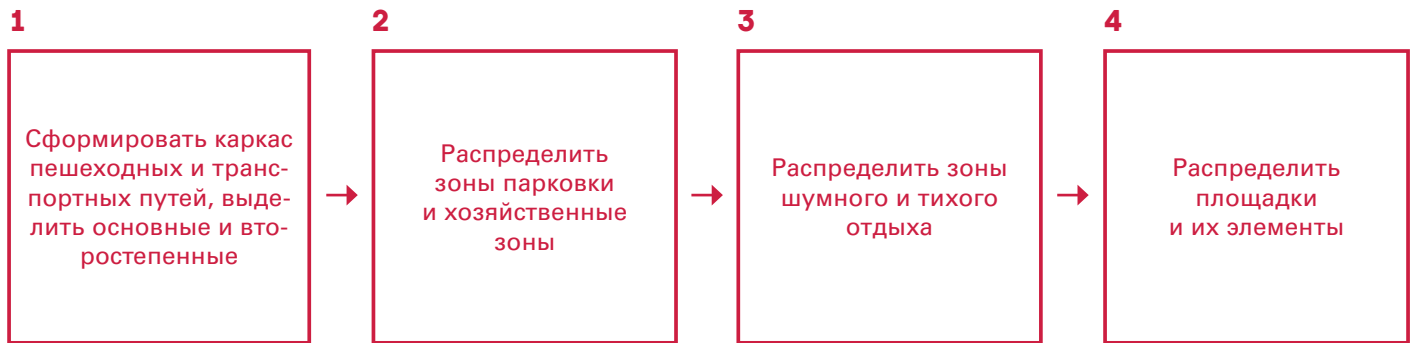 1
Сформировать каркас
пешеходных и транс-
портных путей, выде-
лить основные и вто-
ростепенные
2
Распределить
зоны парковки
и хозяйственные
зоны
3
Распределить зоны
шумного и тихого
отдыха
4
Распределить
площадки
и их элементы